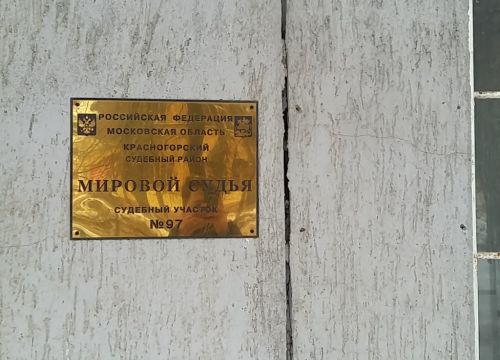 РОССИЙСКАЯ ФЕДЕРАЦИЯ
МОСКОВСКАЯ ОБЛАСТЬ
КРАСНОГОРСКИЙ
СУДЕБНЫЙ РАЙОН
МИРОВОЙ СУДЬЯ
СУДЕБНЫЙ УЧАСТОК
№97